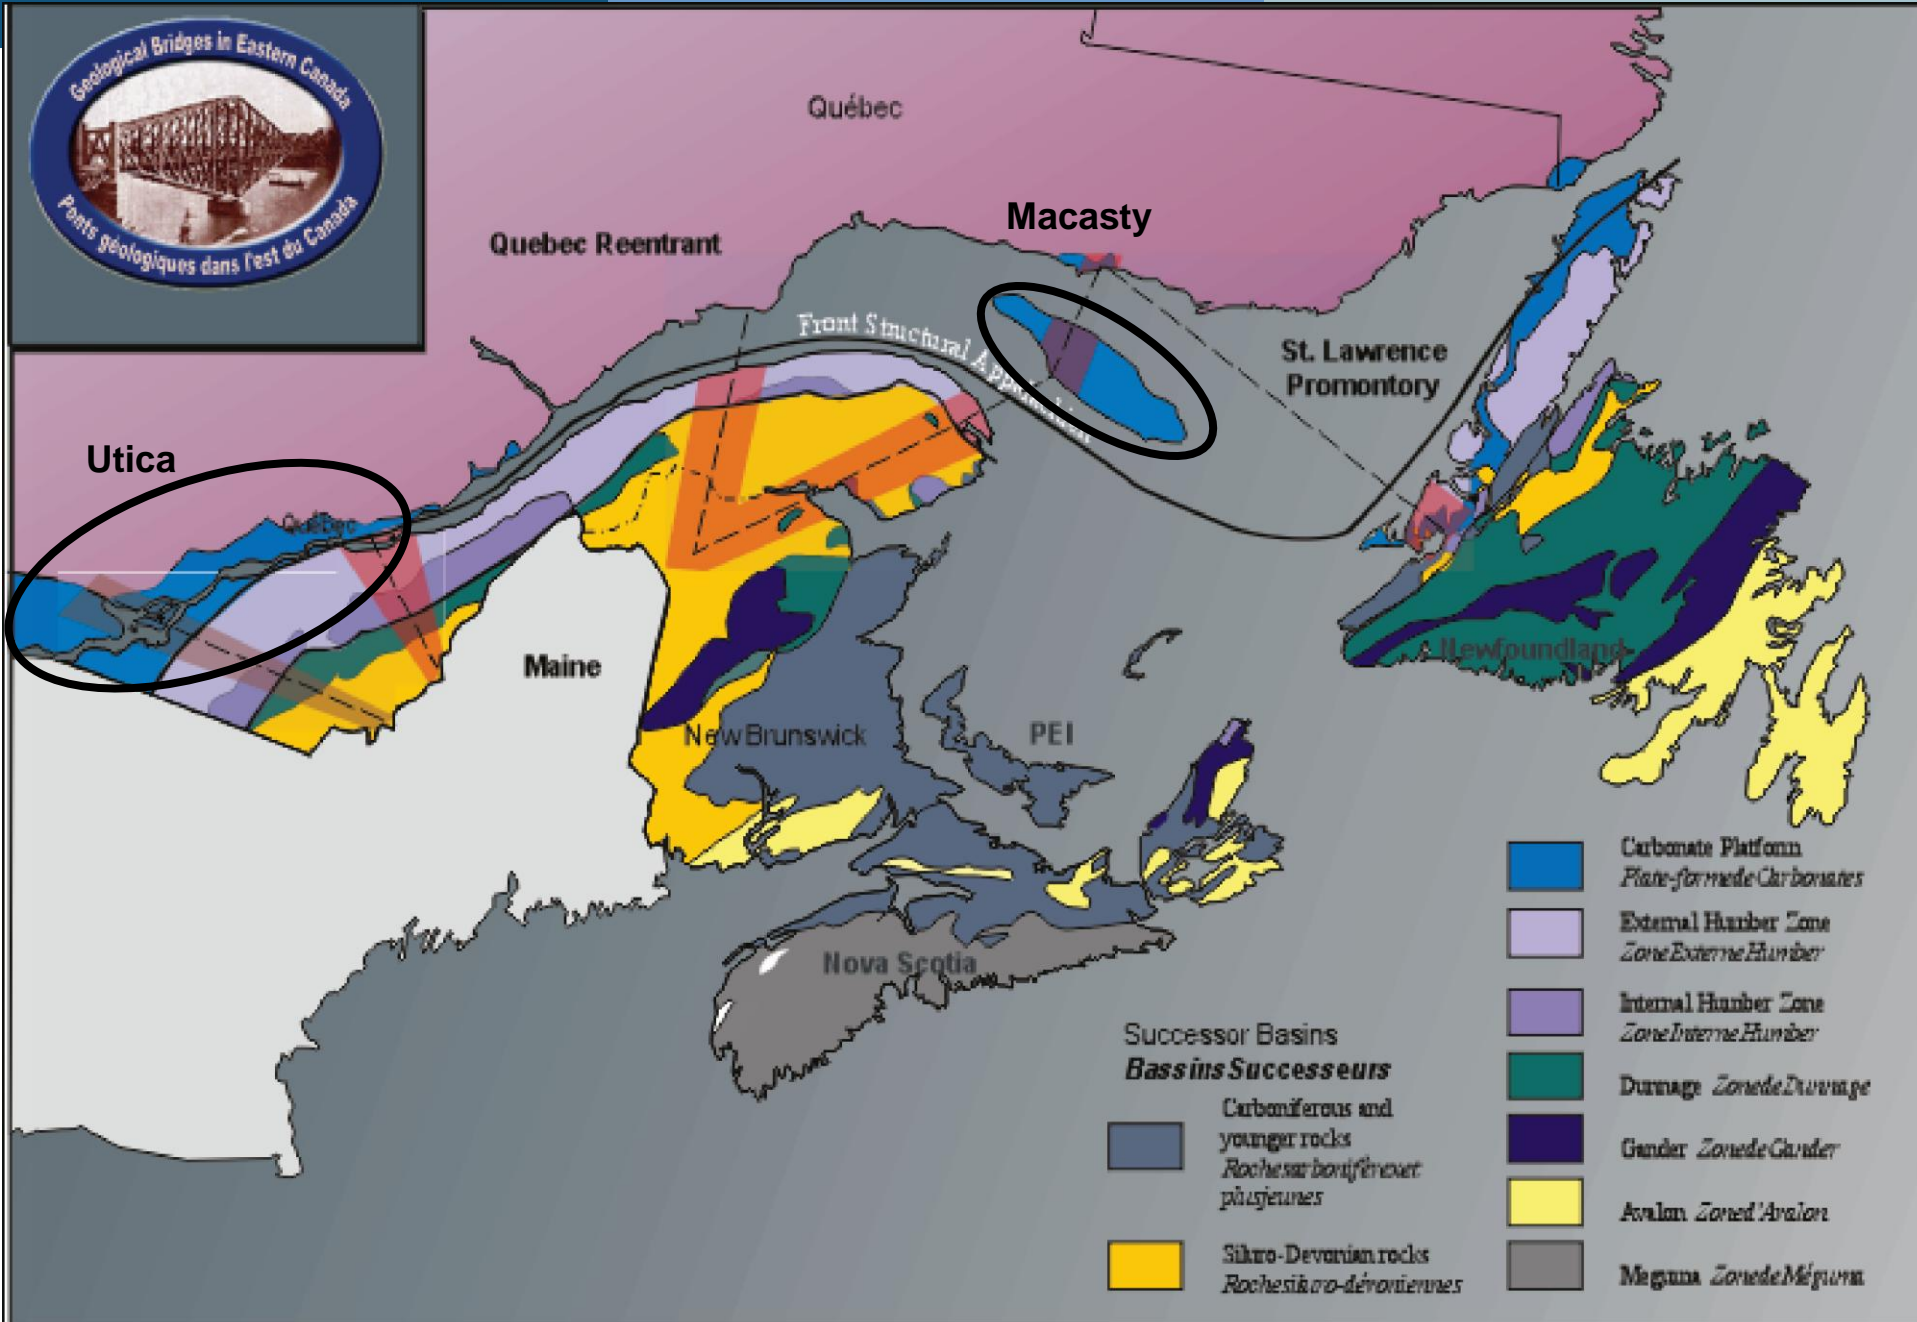 Geological Bridges in Eastern Canada
Ponts géologiques dans l'est du Canada
Québec
Macasty
Quebec Reentrant
Front Structural
St. Lawrence
Promontory
Utica
Québec
Maine
Newfoundland
New Brunswick
PEI
Nova Scotia
Carbonate Platform
Plate-forme de Carbonates
External Humber Zone
Zone Externe Humber
Internal Humber Zone
Zone Interne Humber
Dunnage Zone de Dunnage
Gander Zone de Gander
Avalon Zone d'Avalon
Meguma Zone de Méguma
Successor Basins
Bassins Successeurs
Carboniferous and
younger rocks
plus jeunes
Siluro-Devonian rocks
Roches siluro-dévoniennes